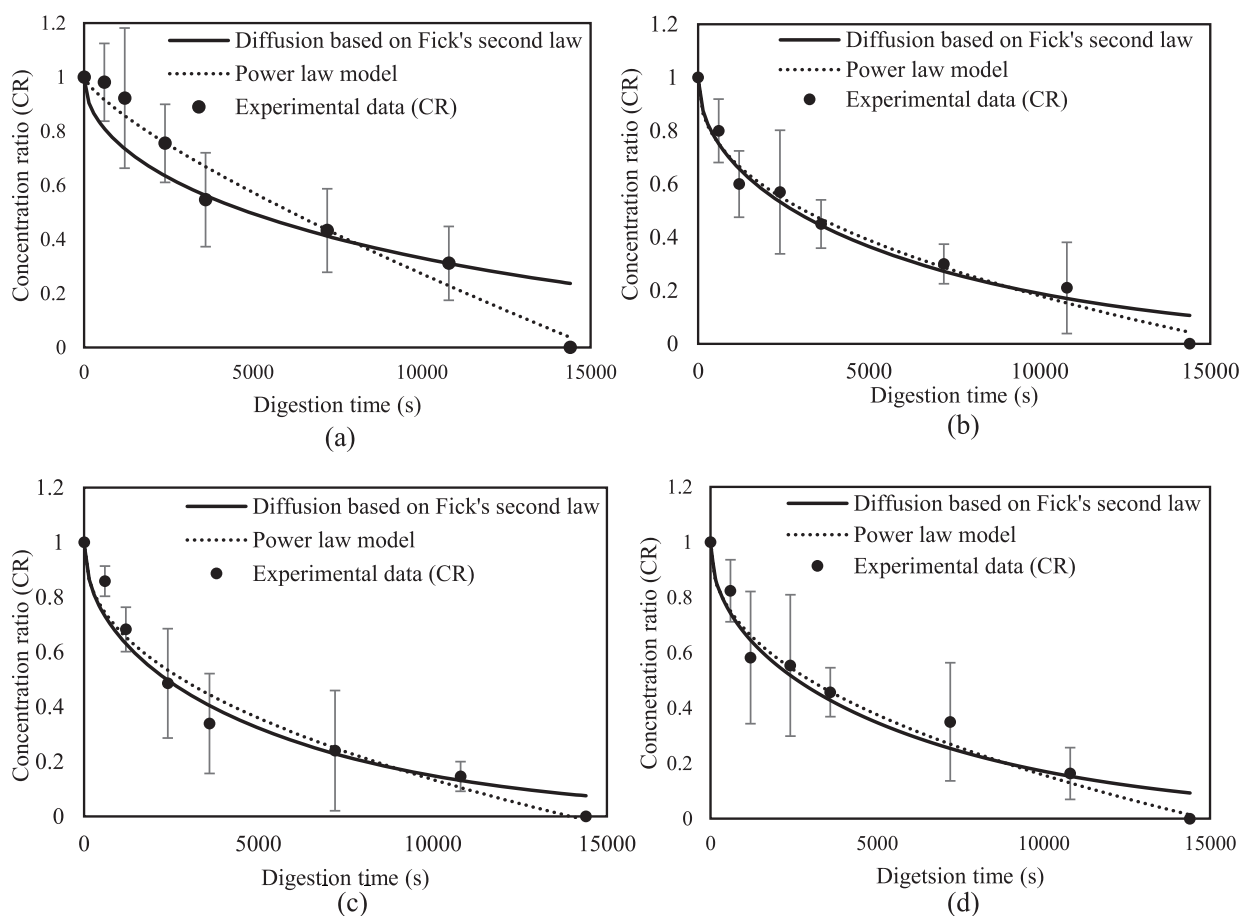 1.2
Diffusion based on Fick's second law
Power law model
Experimental data (CR)
1
0.8
0.6
0.4
0.2
0
Concentration ratio (CR)
0 5000 10000 15000
Digestion time (s)
(a)
1.2
Diffusion based on Fick's second law
Power law model
Experimental data (CR)
1
0.8
0.6
0.4
0.2
0
Concentration ratio (CR)
0 5000 10000 15000
Digestion time (s)
(b)
1.2
Diffusion based on Fick's second law
Power law model
Experimental data (CR)
1
0.8
0.6
0.4
0.2
0
Concentration ratio (CR)
0 5000 10000 15000
Digestion time (s)
(c)
1.2
Diffusion based on Fick's second law
Power law model
Experimental data (CR)
1
0.8
0.6
0.4
0.2
0
Concnetration ratio (CR)
0 5000 10000 15000
Digetsion time (s)
(d)